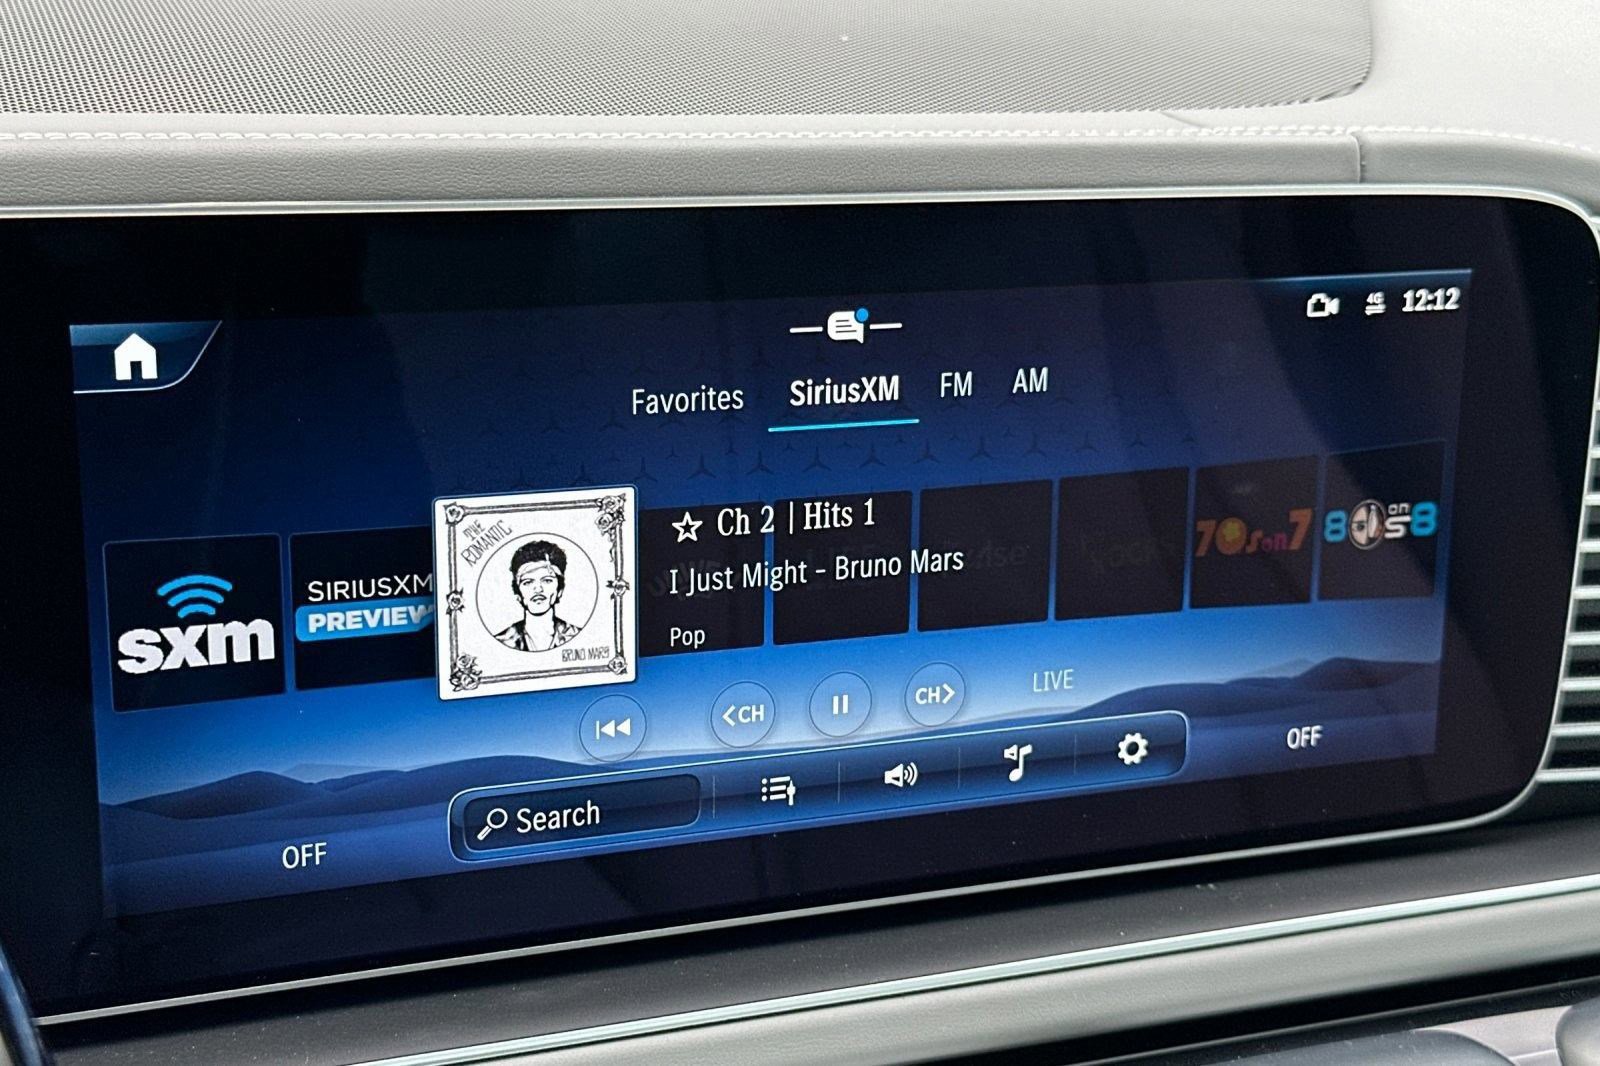 4G 12:12
Favorites SiriusXM FM AM
sxm
SIRIUSXM
PREVIEW
THE
ROMANTIC
BRUNO MARS
☆ Ch 2 | Hits 1
I Just Might - Bruno Mars
Pop
70s on 7
80s on 8
<CH
CH>
LIVE
Search
OFF
OFF